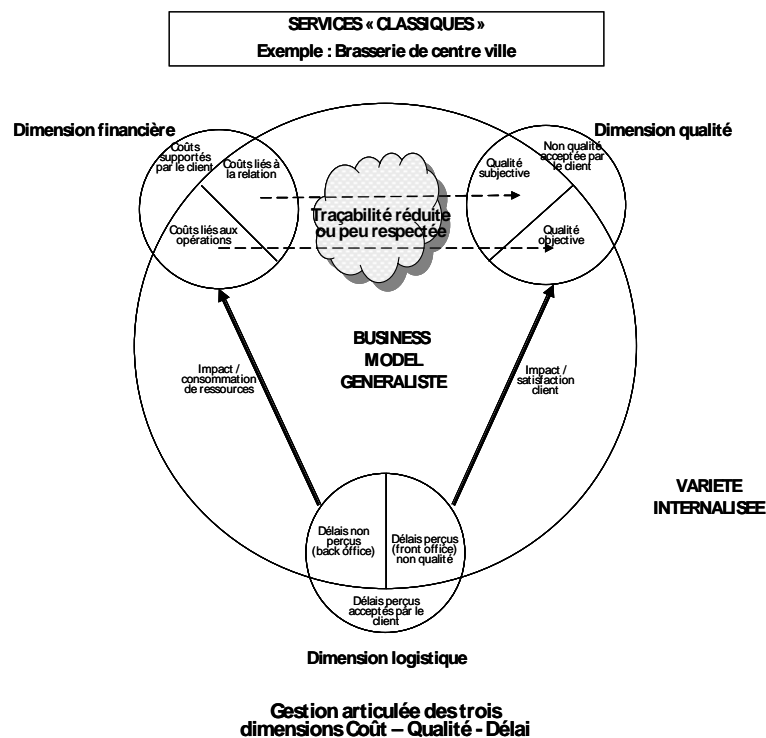 SERVICES « CLASSIQUES »
Exemple : Brasserie de centre ville
Dimension financière
Dimension qualité
Coûts
supportés
par le client
Coûts liés à
la relation
Coûts liés aux
opérations
Qualité
subjective
Non qualité
acceptée par
le client
Qualité
objective
Traçabilité réduite
ou peu respectée
BUSINESS
MODEL
GENERALISTE
Impact /
consommation
de ressources
Impact /
satisfaction
client
VARIETE
INTERNALISEE
Délais non
perçus
(back office)
Délais perçus
(front office)
non qualité
Délais perçus
acceptés par le
client
Dimension logistique
Gestion articulée des trois
dimensions Coût – Qualité - Délai